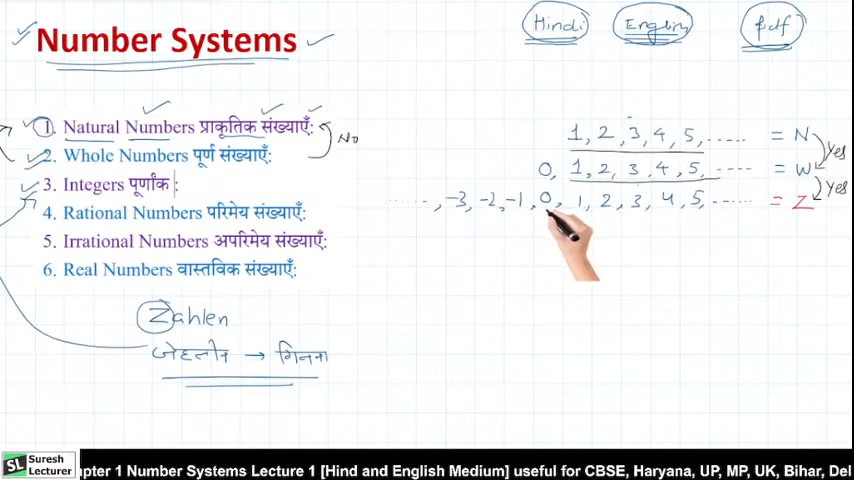 Hindi English pdf
Number Systems
1. Natural Numbers प्राकृतिक संख्याएँ:
2. Whole Numbers पूर्ण संख्याएँ:
3. Integers पूर्णांक :
4. Rational Numbers परिमेय संख्याएँ:
5. Irrational Numbers अपरिमेय संख्याएँ:
6. Real Numbers वास्तविक संख्याएँ:
No
1, 2, 3, 4, 5, ...... = N
Yes
0, 1, 2, 3, 4, 5, ...... = W
Yes
......, -3, -2, -1, 0, 1, 2, 3, 4, 5, ...... = Z
Zahlen
जेहलीन → गिनना
SL Suresh Lecturer
apter 1 Number Systems Lecture 1 [Hind and English Medium] useful for CBSE, Haryana, UP, MP, UK, Bihar, Del